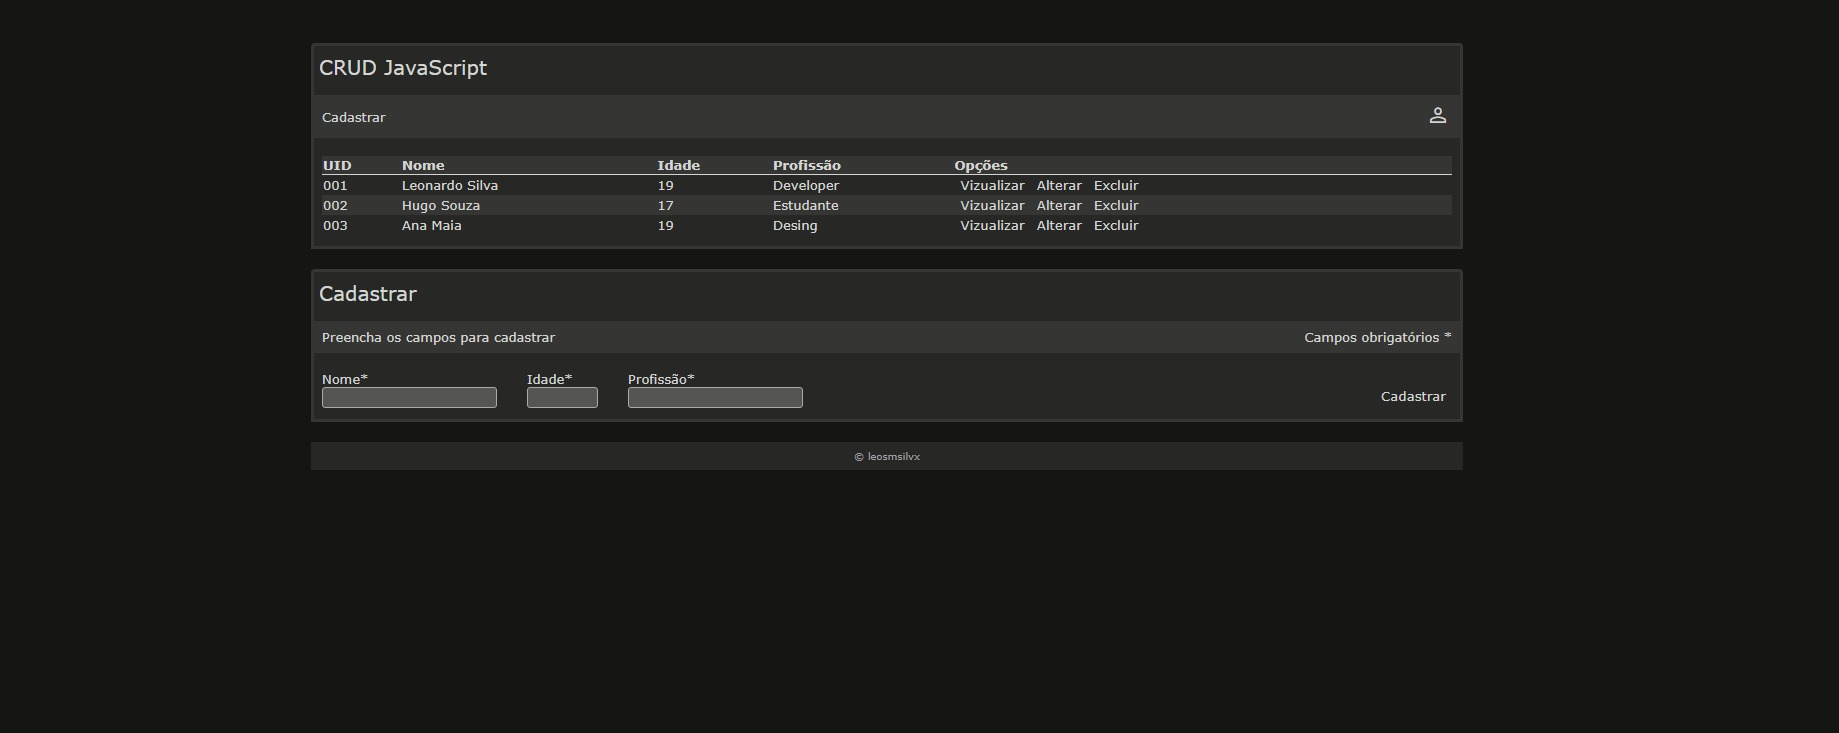 CRUD JavaScript
Cadastrar
UID Nome Idade Profissão Opções
001 Leonardo Silva 19 Developer Vizualizar Alterar Excluir
002 Hugo Souza 17 Estudante Vizualizar Alterar Excluir
003 Ana Maia 19 Desing Vizualizar Alterar Excluir
Cadastrar
Preencha os campos para cadastrar Campos obrigatórios *
Nome* Idade* Profissão*
Cadastrar
© leosmsilvx